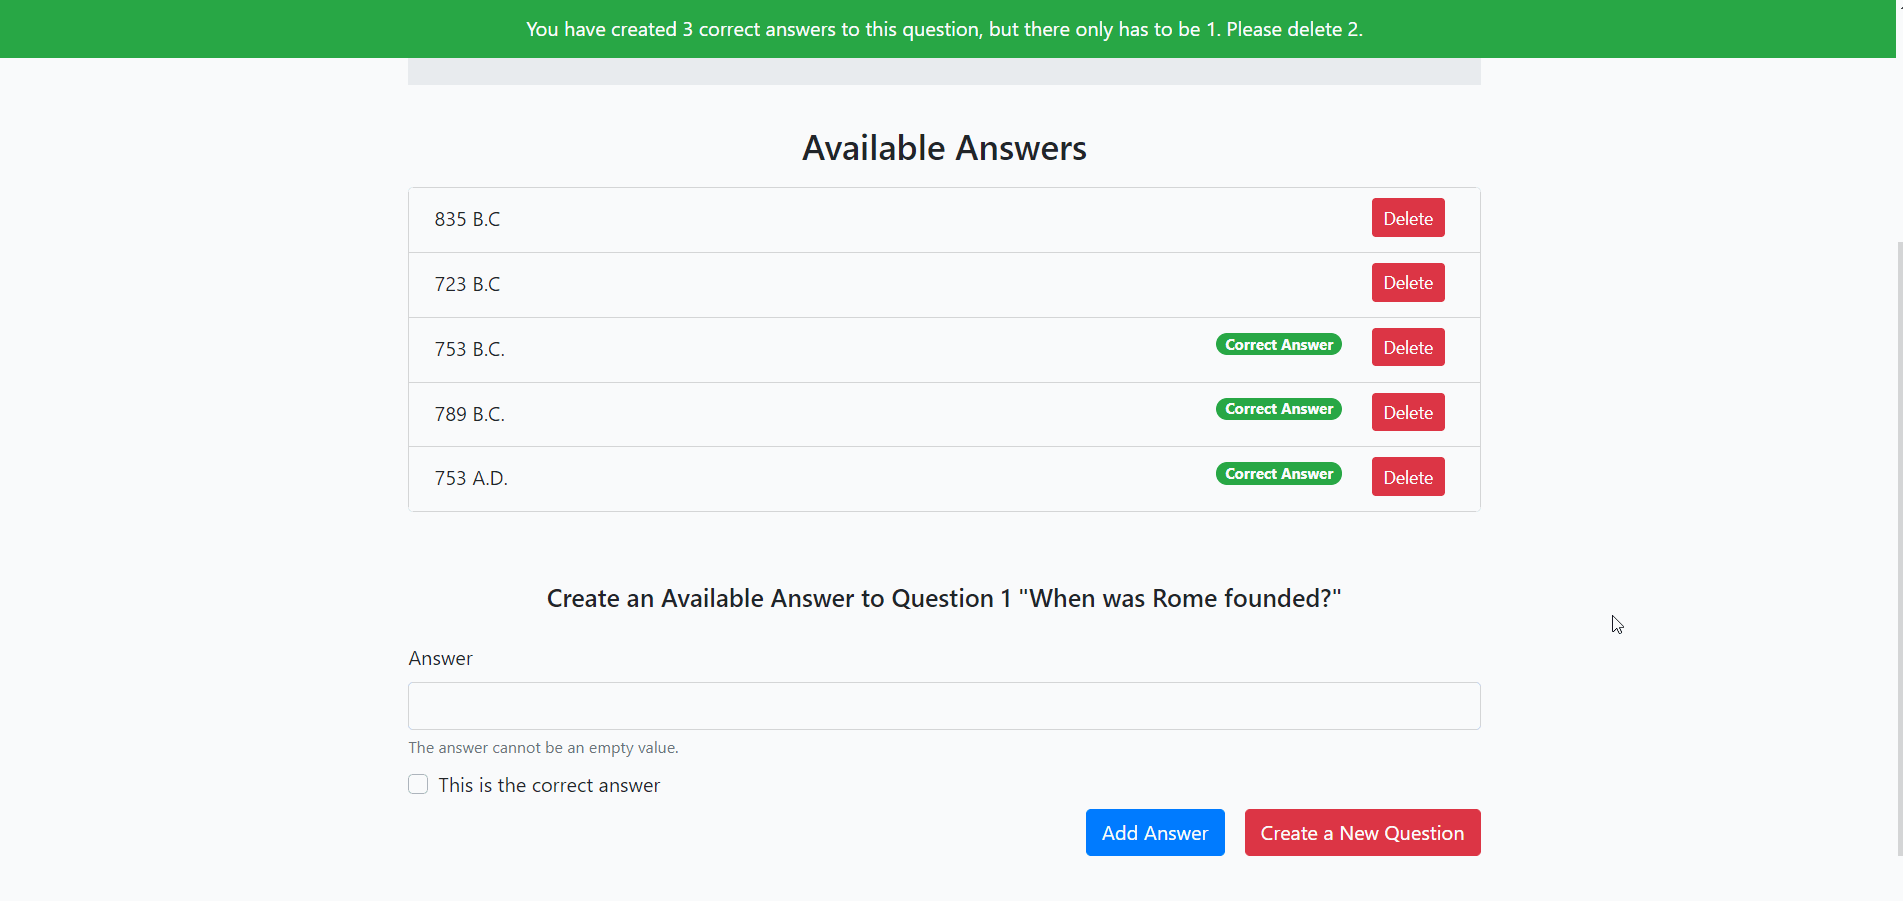 You have created 3 correct answers to this question, but there only has to be 1. Please delete 2.
Available Answers
835 B.C Delete
723 B.C Delete
753 B.C. Correct Answer Delete
789 B.C. Correct Answer Delete
753 A.D. Correct Answer Delete
Create an Available Answer to Question 1 "When was Rome founded?"
Answer
The answer cannot be an empty value.
This is the correct answer
Add Answer Create a New Question